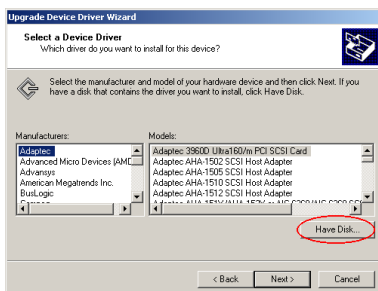 Upgrade Device Driver Wizard
Select a Device Driver
Which driver do you want to install for this device?
Select the manufacturer and model of your hardware device and then click Next. If you
have a disk that contains the driver you want to install, click Have Disk.
Manufacturers:
Adaptec
Advanced Micro Devices (AMD
Advansys
American Megatrends Inc.
BusLogic
Models:
Adaptec 3960D Ultra160/m PCI SCSI Card
Adaptec AHA-1502 SCSI Host Adapter
Adaptec AHA-1505 SCSI Host Adapter
Adaptec AHA-1510 SCSI Host Adapter
Adaptec AHA-1512 SCSI Host Adapter
Have Disk...
< Back
Next >
Cancel